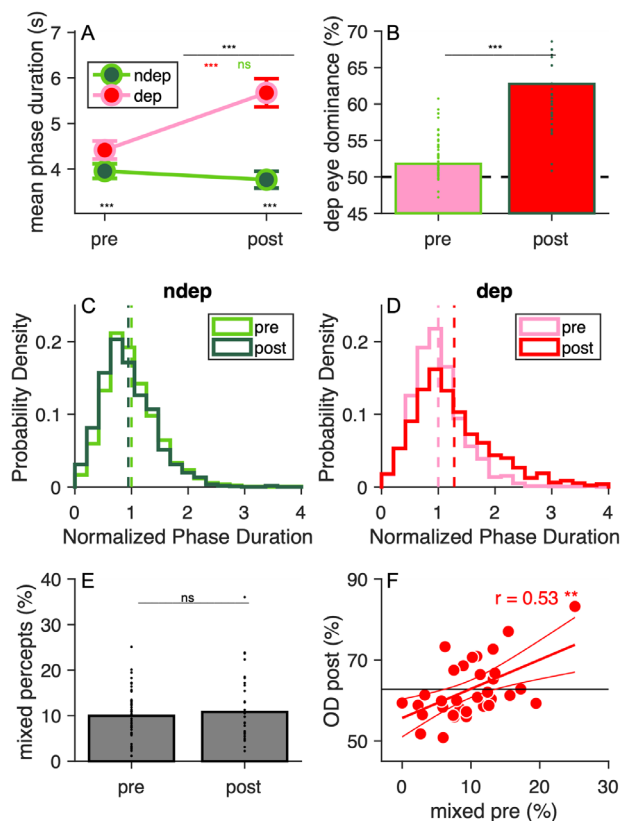 A
mean phase duration (s)
7
6
5
4
ndep
dep
***
*** ns
*** ***
pre post
B
dep eye dominance (%)
70
65
60
55
50
45
***
pre post
C
ndep
Probability Density
0.2
0.1
0
pre
post
0 1 2 3 4
Normalized Phase Duration
D
dep
Probability Density
0.2
0.1
0
pre
post
0 1 2 3 4
Normalized Phase Duration
E
mixed percepts (%)
40
30
20
10
0
ns
pre post
F
OD post (%)
90
70
50
r = 0.53 **
0 10 20 30
mixed pre (%)